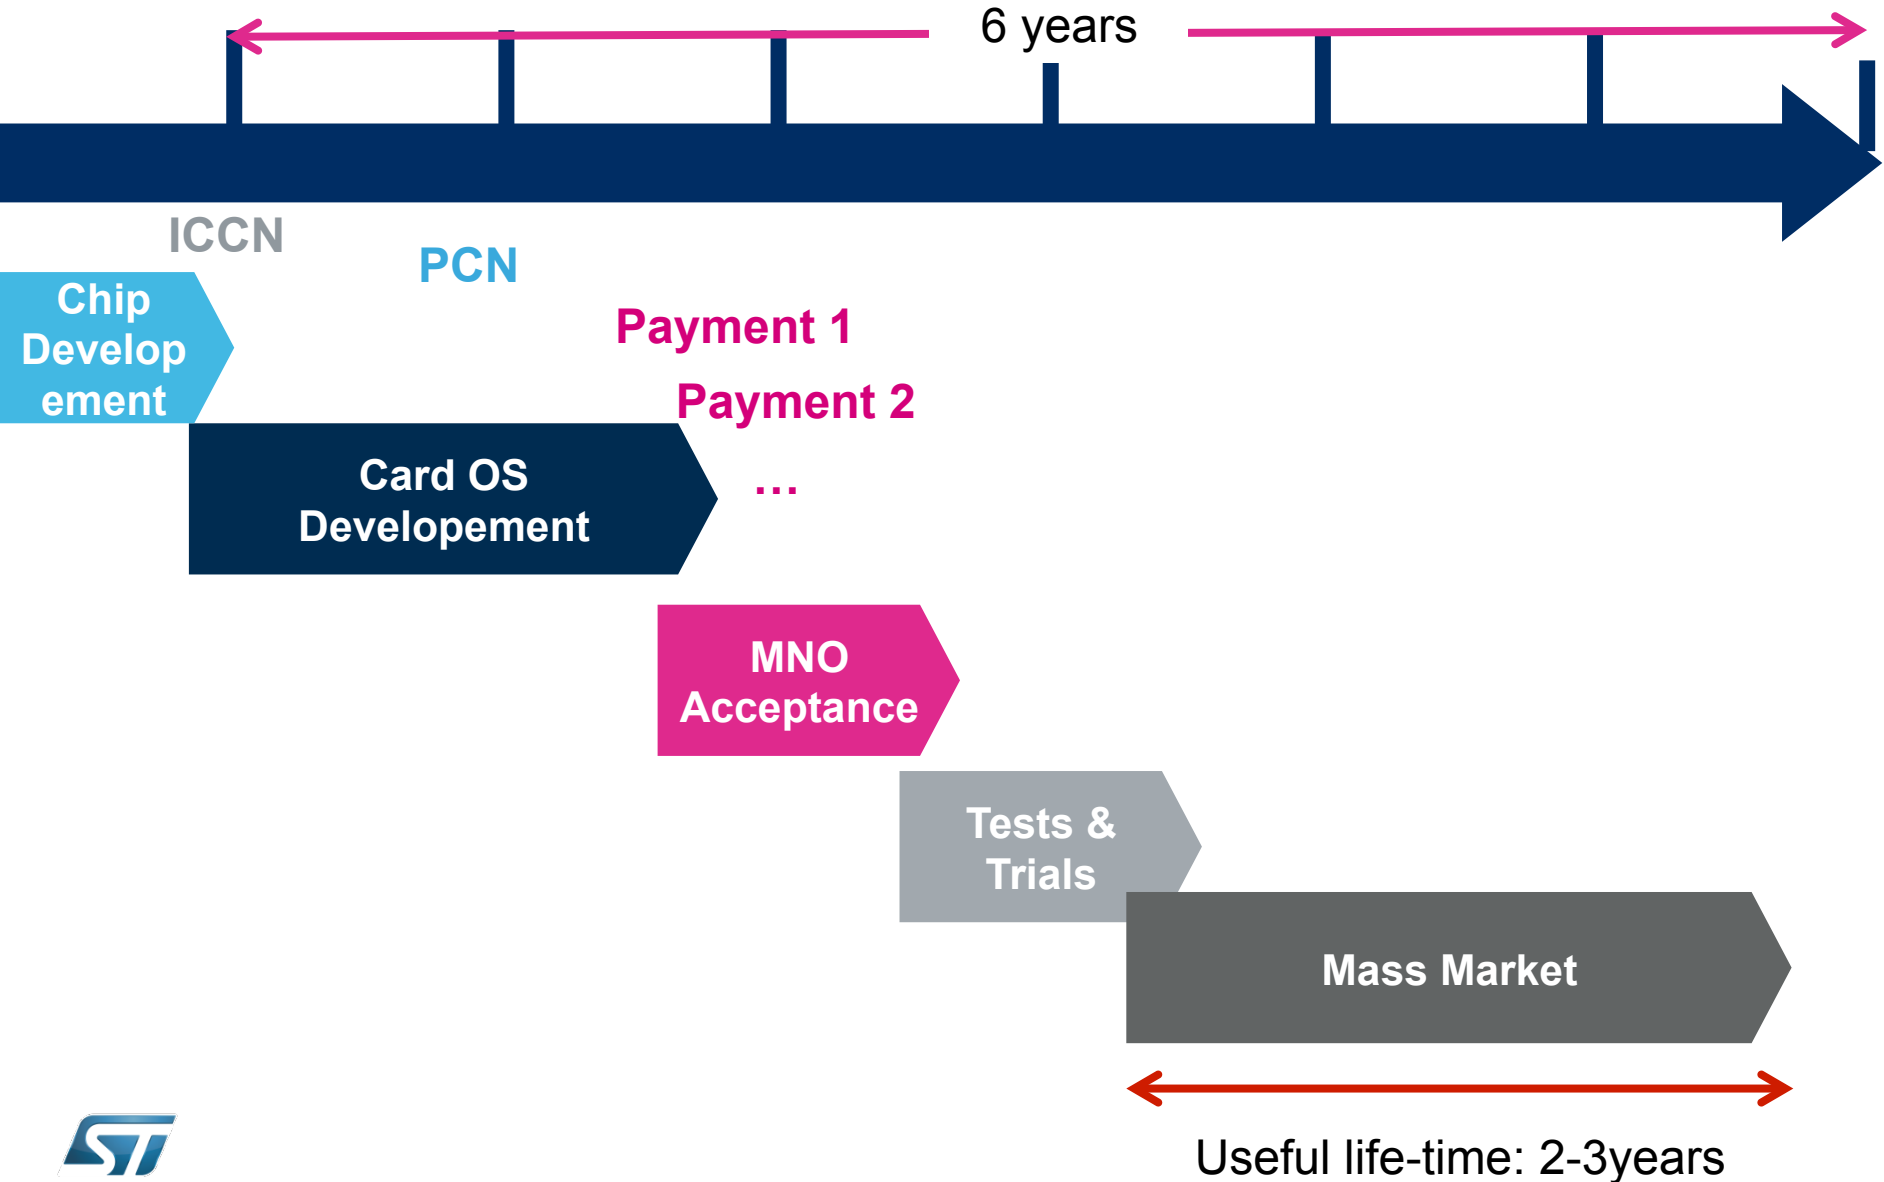 6 years
ICCN
PCN
Chip
Develop
ement
Payment 1
Payment 2
Card OS
Developement
...
MNO
Acceptance
Tests &
Trials
Mass Market
Useful life-time: 2-3years
ST